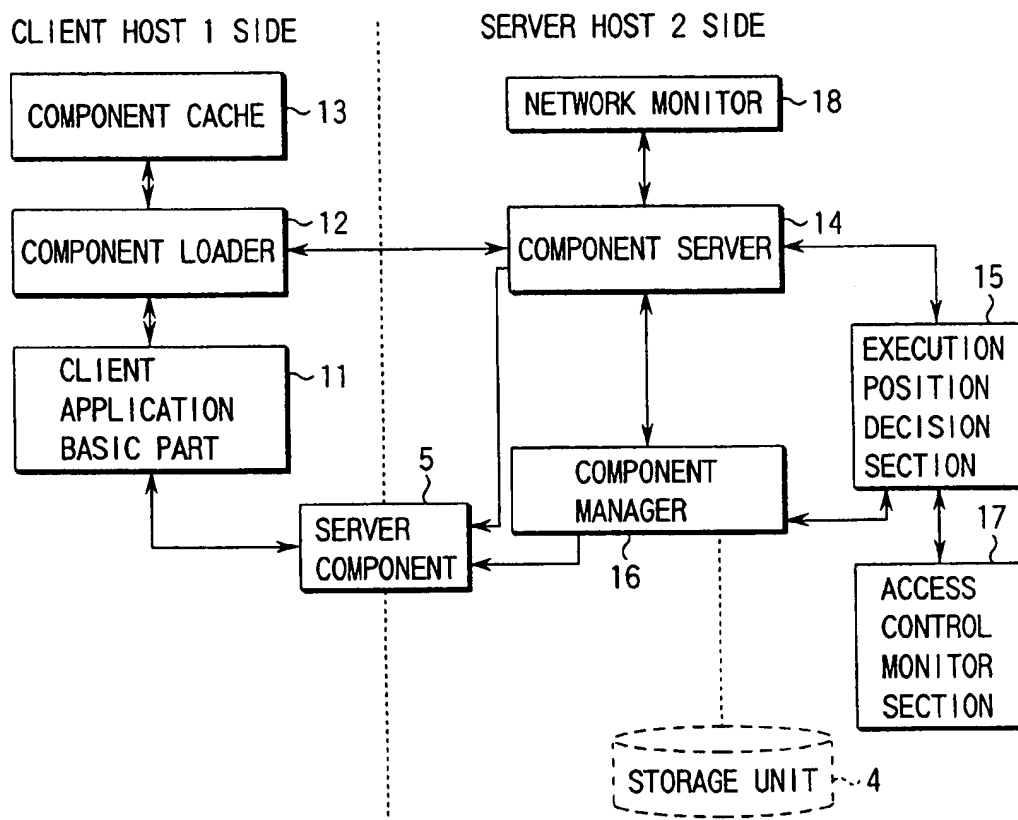 CLIENT HOST 1 SIDE
SERVER HOST 2 SIDE
COMPONENT CACHE
13
NETWORK MONITOR
18
12
COMPONENT LOADER
14
COMPONENT SERVER
15
EXECUTION
POSITION
DECISION
SECTION
CLIENT
APPLICATION
BASIC PART
11
5
SERVER
COMPONENT
COMPONENT
MANAGER
16
17
ACCESS
CONTROL
MONITOR
SECTION
STORAGE UNIT
4